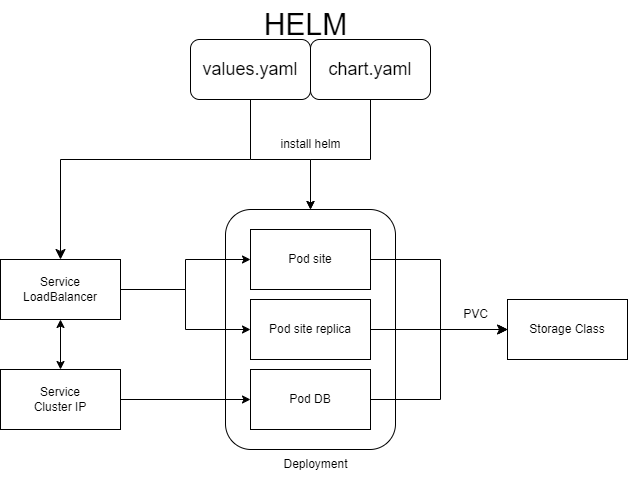 HELM
values.yaml
chart.yaml
install helm
Service
LoadBalancer
Pod site
Pod site replica
PVC
Storage Class
Service
Cluster IP
Pod DB
Deployment